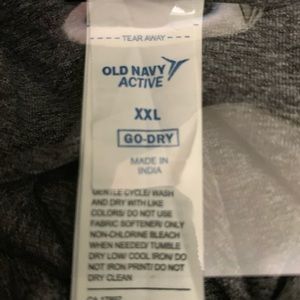 TEAR AWAY
OLD NAVY
ACTIVE
XXL
GO-DRY
MADE IN
INDIA
GENTLE CYCLE/ WASH
AND DRY WITH LIKE
COLORS/ DO NOT USE
FABRIC SOFTENER/ ONLY
NON-CHLORINE BLEACH
WHEN NEEDED/ TUMBLE
DRY LOW/ COOL IRON/ DO
NOT IRON PRINT/ DO NOT
DRY CLEAN